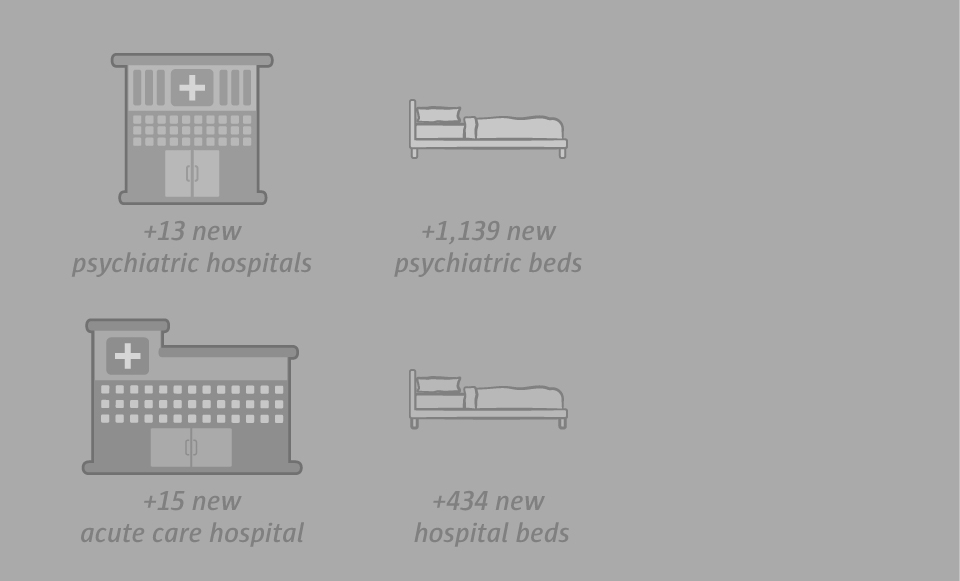 +13 new
psychiatric hospitals
+1,139 new
psychiatric beds
+15 new
acute care hospital
+434 new
hospital beds